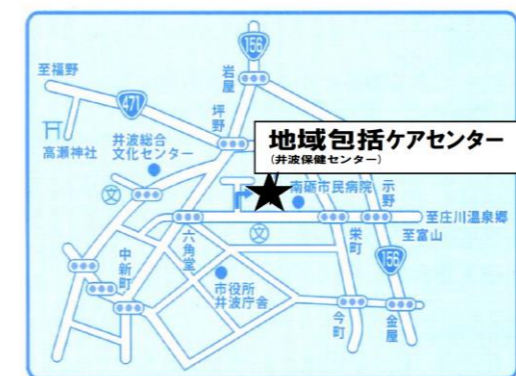 156
岩屋
至福野
471
坪野
高瀬神社
井波総合
文化センター
地域包括ケアセンター
(井波保健センター)
南砺市民病院
示野
文
六角堂
文
栄町
至庄川温泉郷
至富山
中新町
市役所
井波庁舎
156
今町
金屋